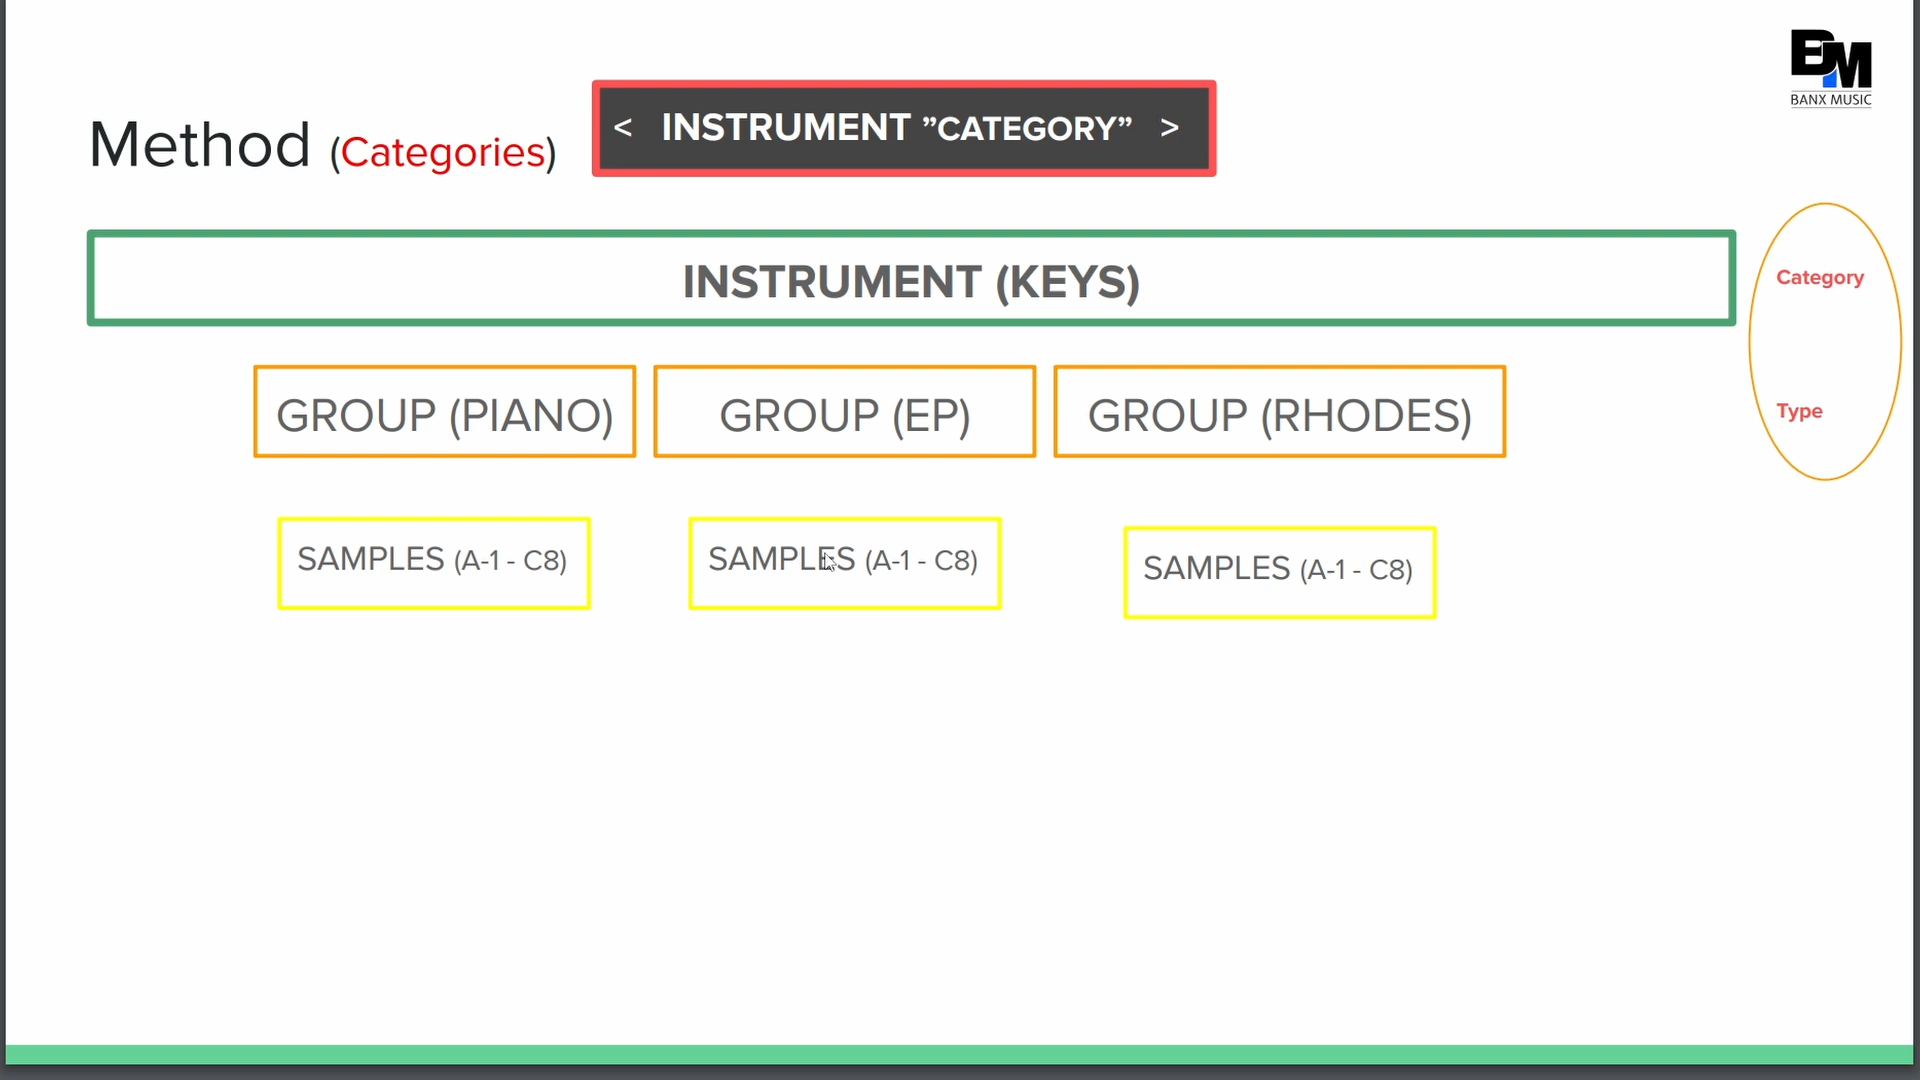 BM
BANX MUSIC
Method (Categories)
< INSTRUMENT ”CATEGORY” >
INSTRUMENT (KEYS)
Category
GROUP (PIANO)
GROUP (EP)
GROUP (RHODES)
Type
SAMPLES (A-1 - C8)
SAMPLES (A-1 - C8)
SAMPLES (A-1 - C8)